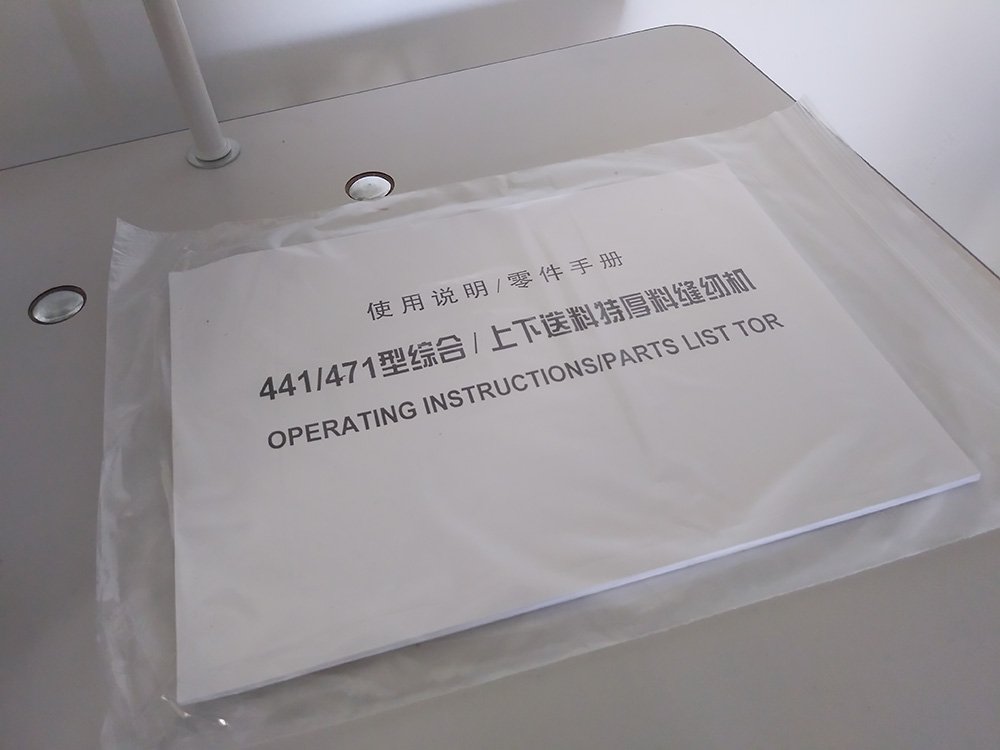 使用说明/零件手册
441/471型综合/上下送料特厚料缝纫机
OPERATING INSTRUCTIONS/PARTS LIST TOR